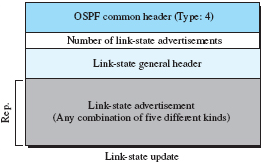 OSPF common header (Type: 4)
Number of link-state advertisements
Link-state general header
Rep.
Link-state advertisement
(Any combination of five different kinds)
Link-state update